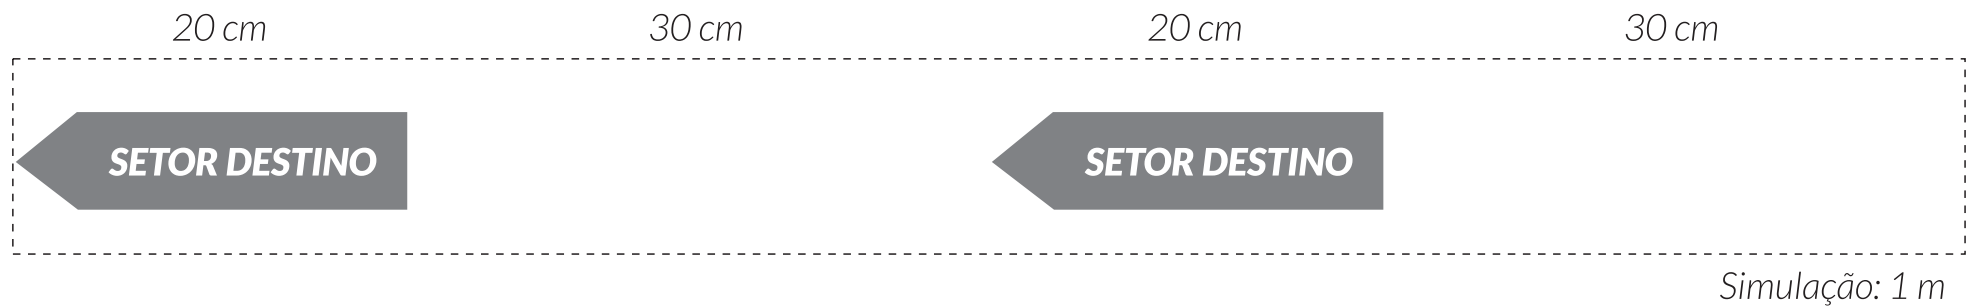 20 cm 30 cm 20 cm 30 cm
SETOR DESTINO SETOR DESTINO
Simulação: 1 m